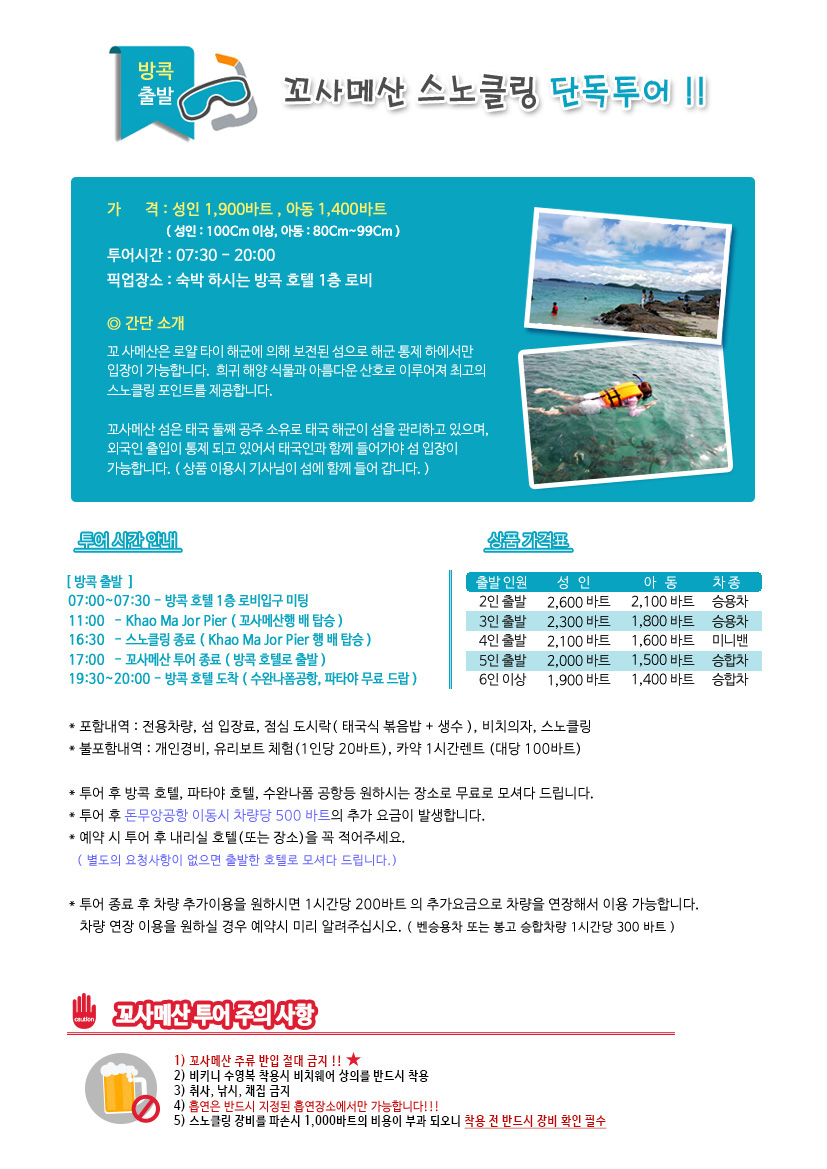 방콕
출발
꼬사메산 스노클링 단독투어 !!
가 격 : 성인 1,900바트 , 아동 1,400바트
( 성인 : 100Cm 이상, 아동 : 80Cm~99Cm )
투어시간 : 07:30 – 20:00
픽업장소 : 숙박 하시는 방콕 호텔 1층 로비
◎ 간단 소개
꼬 사메산은 로얄 타이 해군에 의해 보전된 섬으로 해군 통제 하에서만
입장이 가능합니다. 희귀 해양 식물과 아름다운 산호로 이루어져 최고의
스노클링 포인트를 제공합니다.
꼬사메산 섬은 태국 둘째 공주 소유로 태국 해군이 섬을 관리하고 있으며,
외국인 출입이 통제 되고 있어서 태국인과 함께 들어가야 섬 입장이
가능합니다. ( 상품 이용시 기사님이 섬에 함께 들어 갑니다. )
투어 시간 안내
[ 방콕 출발 ]
07:00~07:30 – 방콕 호텔 1층 로비입구 미팅
11:00 – Khao Ma Jor Pier ( 꼬사메산행 배 탑승 )
16:30 – 스노클링 종료 ( Khao Ma Jor Pier 행 배 탑승 )
17:00 – 꼬사메산 투어 종료 ( 방콕 호텔로 출발 )
19:30~20:00 – 방콕 호텔 도착 ( 수완나폼공항, 파타야 무료 드랍 )
상품 가격표
출발 인원 성 인 아 동 차 종
2인 출발 2,600 바트 2,100 바트 승용차
3인 출발 2,300 바트 1,800 바트 승용차
4인 출발 2,100 바트 1,600 바트 미니밴
5인 출발 2,000 바트 1,500 바트 승합차
6인 이상 1,900 바트 1,400 바트 승합차
* 포함내역 : 전용차량, 섬 입장료, 점심 도시락( 태국식 볶음밥 + 생수 ), 비치의자, 스노클링
* 불포함내역 : 개인경비, 유리보트 체험(1인당 20바트), 카약 1시간렌트 (대당 100바트)
* 투어 후 방콕 호텔, 파타야 호텔, 수완나폼 공항등 원하시는 장소로 무료로 모셔다 드립니다.
* 투어 후 돈무앙공항 이동시 차량당 500 바트의 추가 요금이 발생합니다.
* 예약 시 투어 후 내리실 호텔(또는 장소)을 꼭 적어주세요.
( 별도의 요청사항이 없으면 출발한 호텔로 모셔다 드립니다.)
* 투어 종료 후 차량 추가이용을 원하시면 1시간당 200바트 의 추가요금으로 차량을 연장해서 이용 가능합니다.
차량 연장 이용을 원하실 경우 예약시 미리 알려주십시오. ( 벤승용차 또는 봉고 승합차량 1시간당 300 바트 )
caution
꼬사메산 투어 주의 사항
1) 꼬사메산 주류 반입 절대 금지 !! ★
2) 비키니 수영복 착용시 비치웨어 상의를 반드시 착용
3) 취사, 낚시, 채집 금지
4) 흡연은 반드시 지정된 흡연장소에서만 가능합니다!!!
5) 스노클링 장비를 파손시 1,000바트의 비용이 부과 되오니 착용 전 반드시 장비 확인 필수